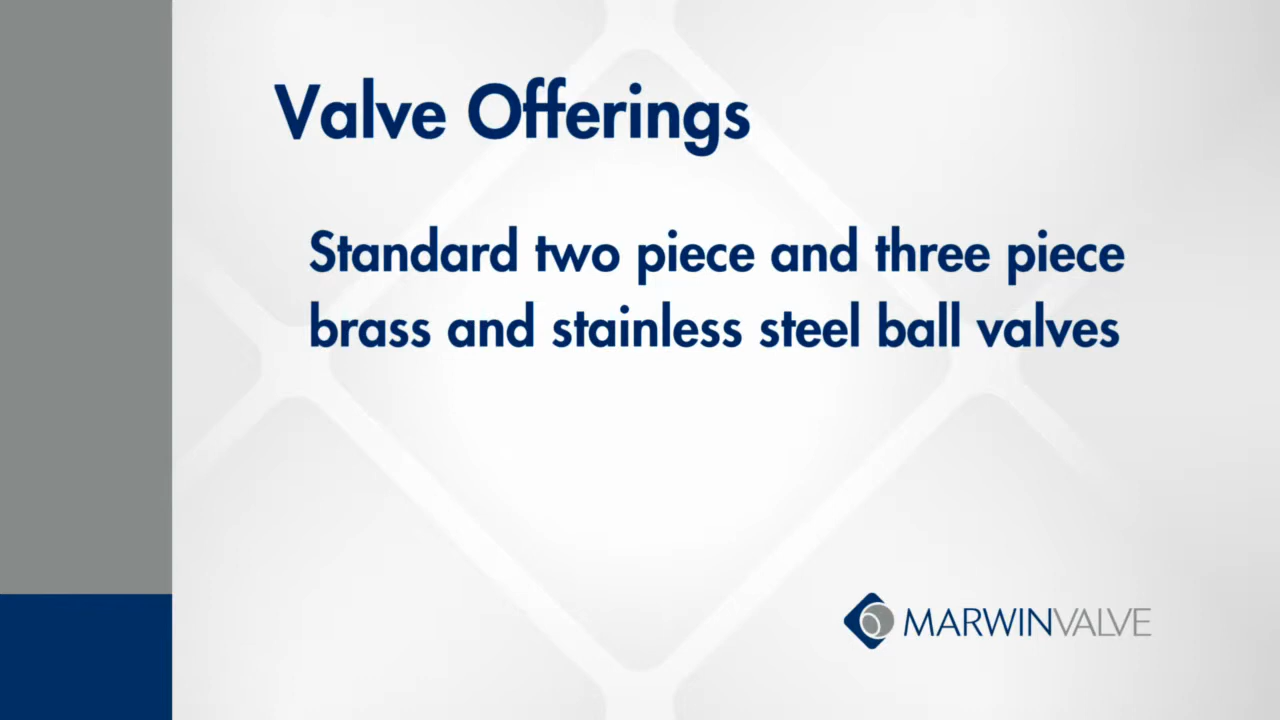 Valve Offerings
Standard two piece and three piece
brass and stainless steel ball valves
MARWINVALVE